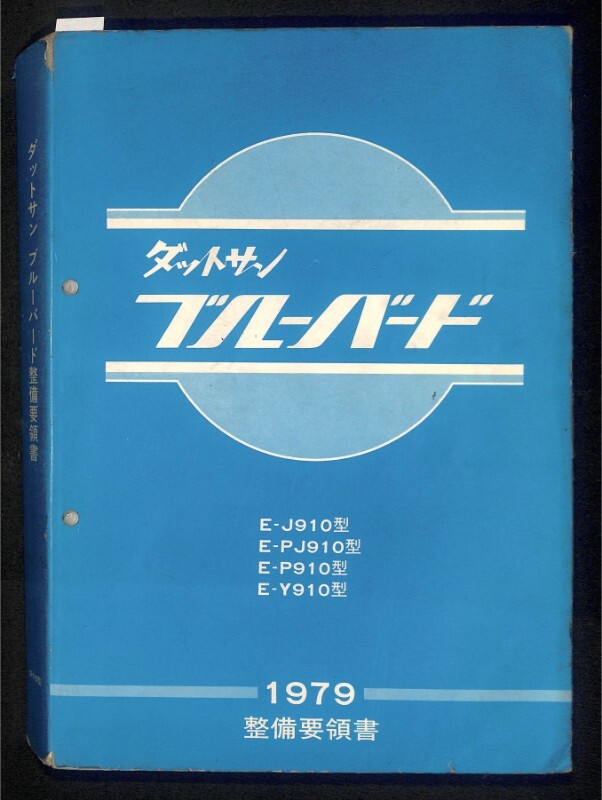 ダットサン ブルーバード整備要領書
ダットサン
ブルーバード
E-J910型
E-PJ910型
E-P910型
E-Y910型
1979
整備要領書